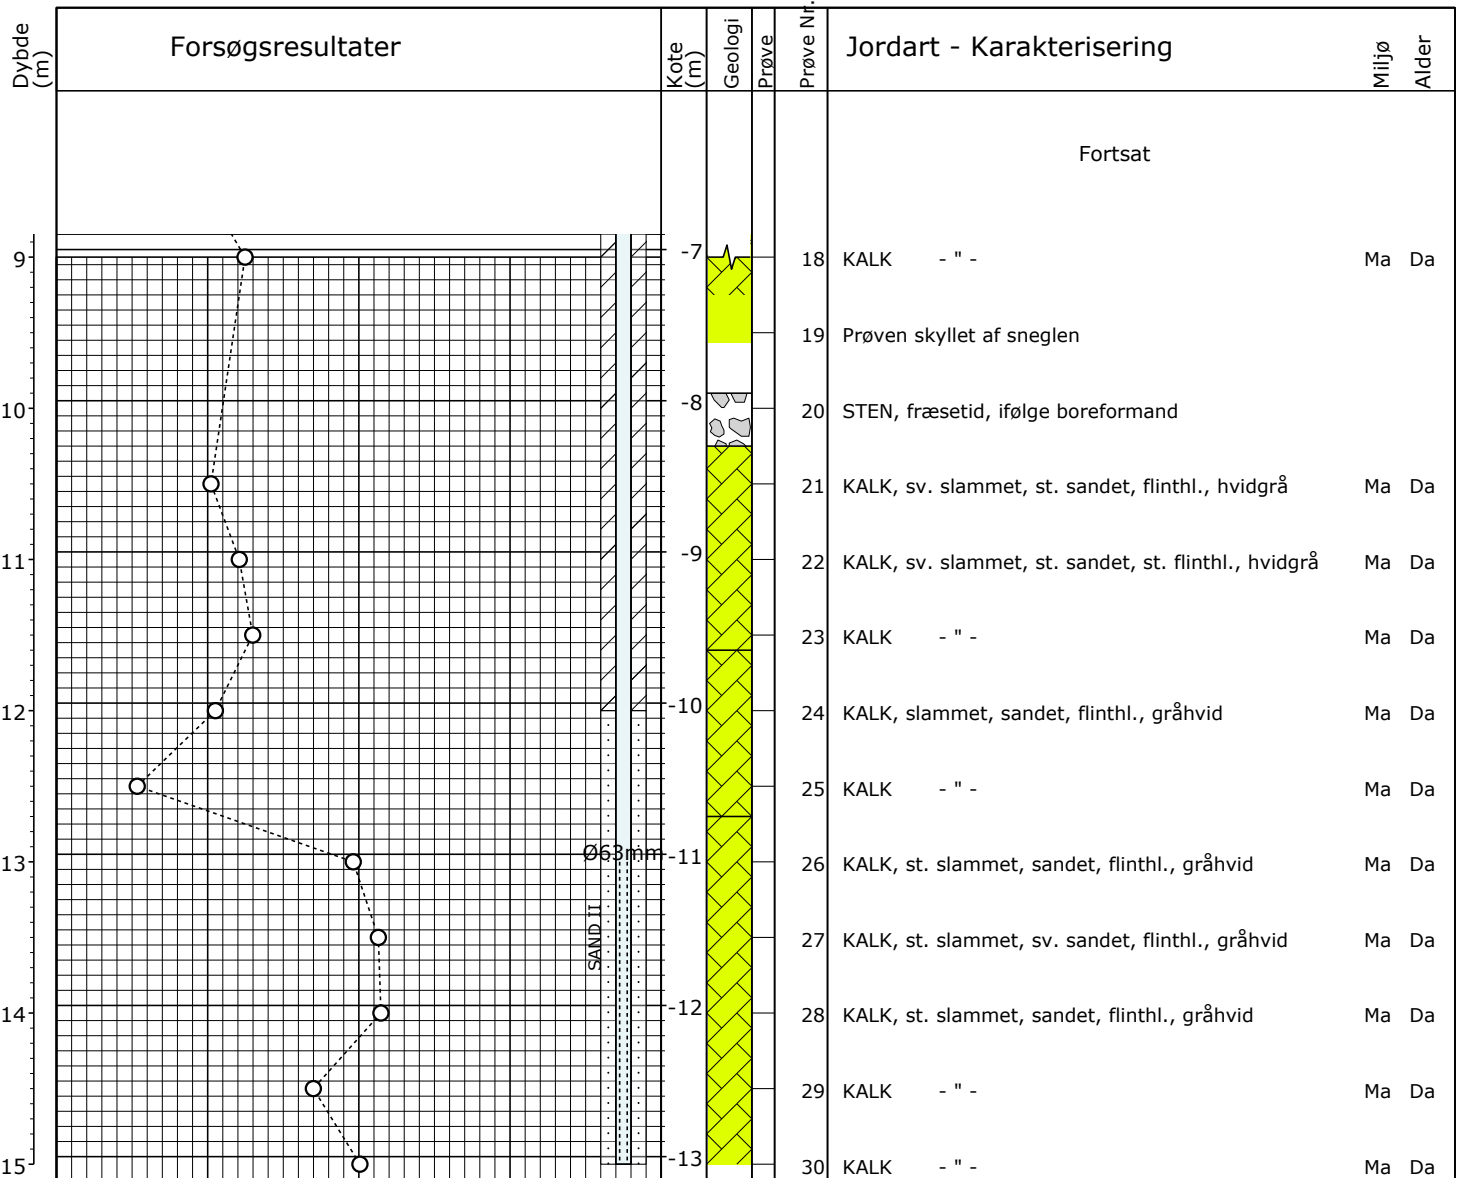 Dybde (m)
Forsøgsresultater
Kote (m)
Geologi
Prøve
Prøve Nr.
Jordart - Karakterisering
Miljø
Alder
Fortsat
9
-7
18 KALK - " - Ma Da
19 Prøven skyllet af sneglen
10
-8
20 STEN, fræsetid, ifølge boreformand
21 KALK, sv. slammet, st. sandet, flinthl., hvidgrå Ma Da
11
-9
22 KALK, sv. slammet, st. sandet, st. flinthl., hvidgrå Ma Da
23 KALK - " - Ma Da
12
-10
24 KALK, slammet, sandet, flinthl., gråhvid Ma Da
25 KALK - " - Ma Da
13
Ø63mm
-11
26 KALK, st. slammet, sandet, flinthl., gråhvid Ma Da
SAND II
27 KALK, st. slammet, sv. sandet, flinthl., gråhvid Ma Da
14
-12
28 KALK, st. slammet, sandet, flinthl., gråhvid Ma Da
29 KALK - " - Ma Da
15
-13
30 KALK - " - Ma Da